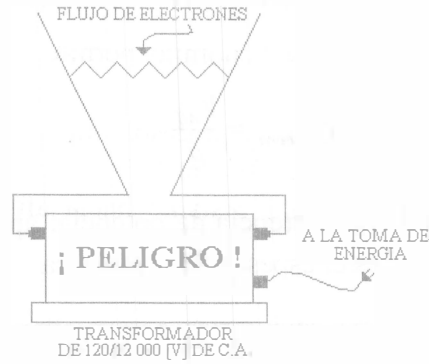 FLUJO DE ELECTRONES
¡ PELIGRO !
A LA TOMA DE
ENERGIA
TRANSFORMADOR
DE 120/12 000 [V] DE C.A.